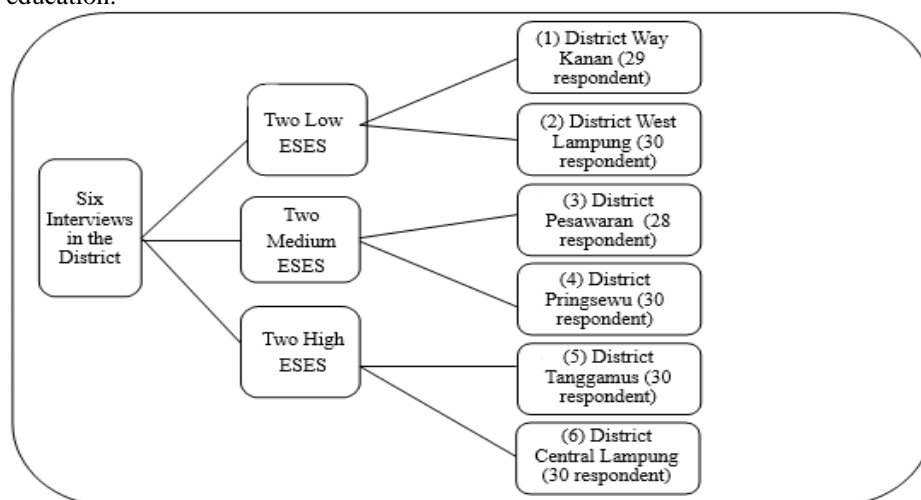 education.
Six
Interviews
in the
District
Two Low
ESES
Two
Medium
ESES
Two High
ESES
(1) District Way
Kanan (29
respondent)
(2) District West
Lampung (30
respondent)
(3) District
Pesawaran (28
respondent)
(4) District
Pringsewu (30
respondent)
(5) District
Tanggamus (30
respondent)
(6) District
Central Lampung
(30 respondent)